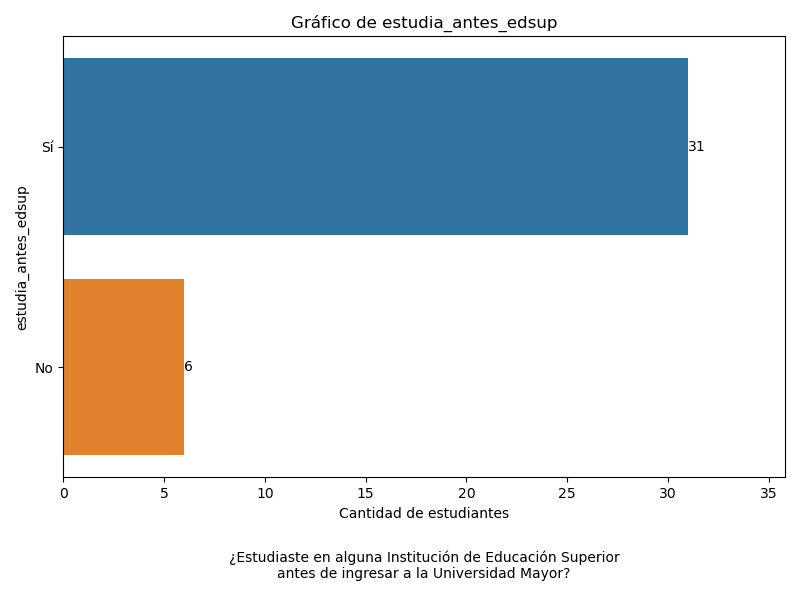 Gráfico de estudia_antes_edsup
estudia_antes_edsup
Sí
31
No
6
0 5 10 15 20 25 30 35
Cantidad de estudiantes
¿Estudiaste en alguna Institución de Educación Superior
antes de ingresar a la Universidad Mayor?